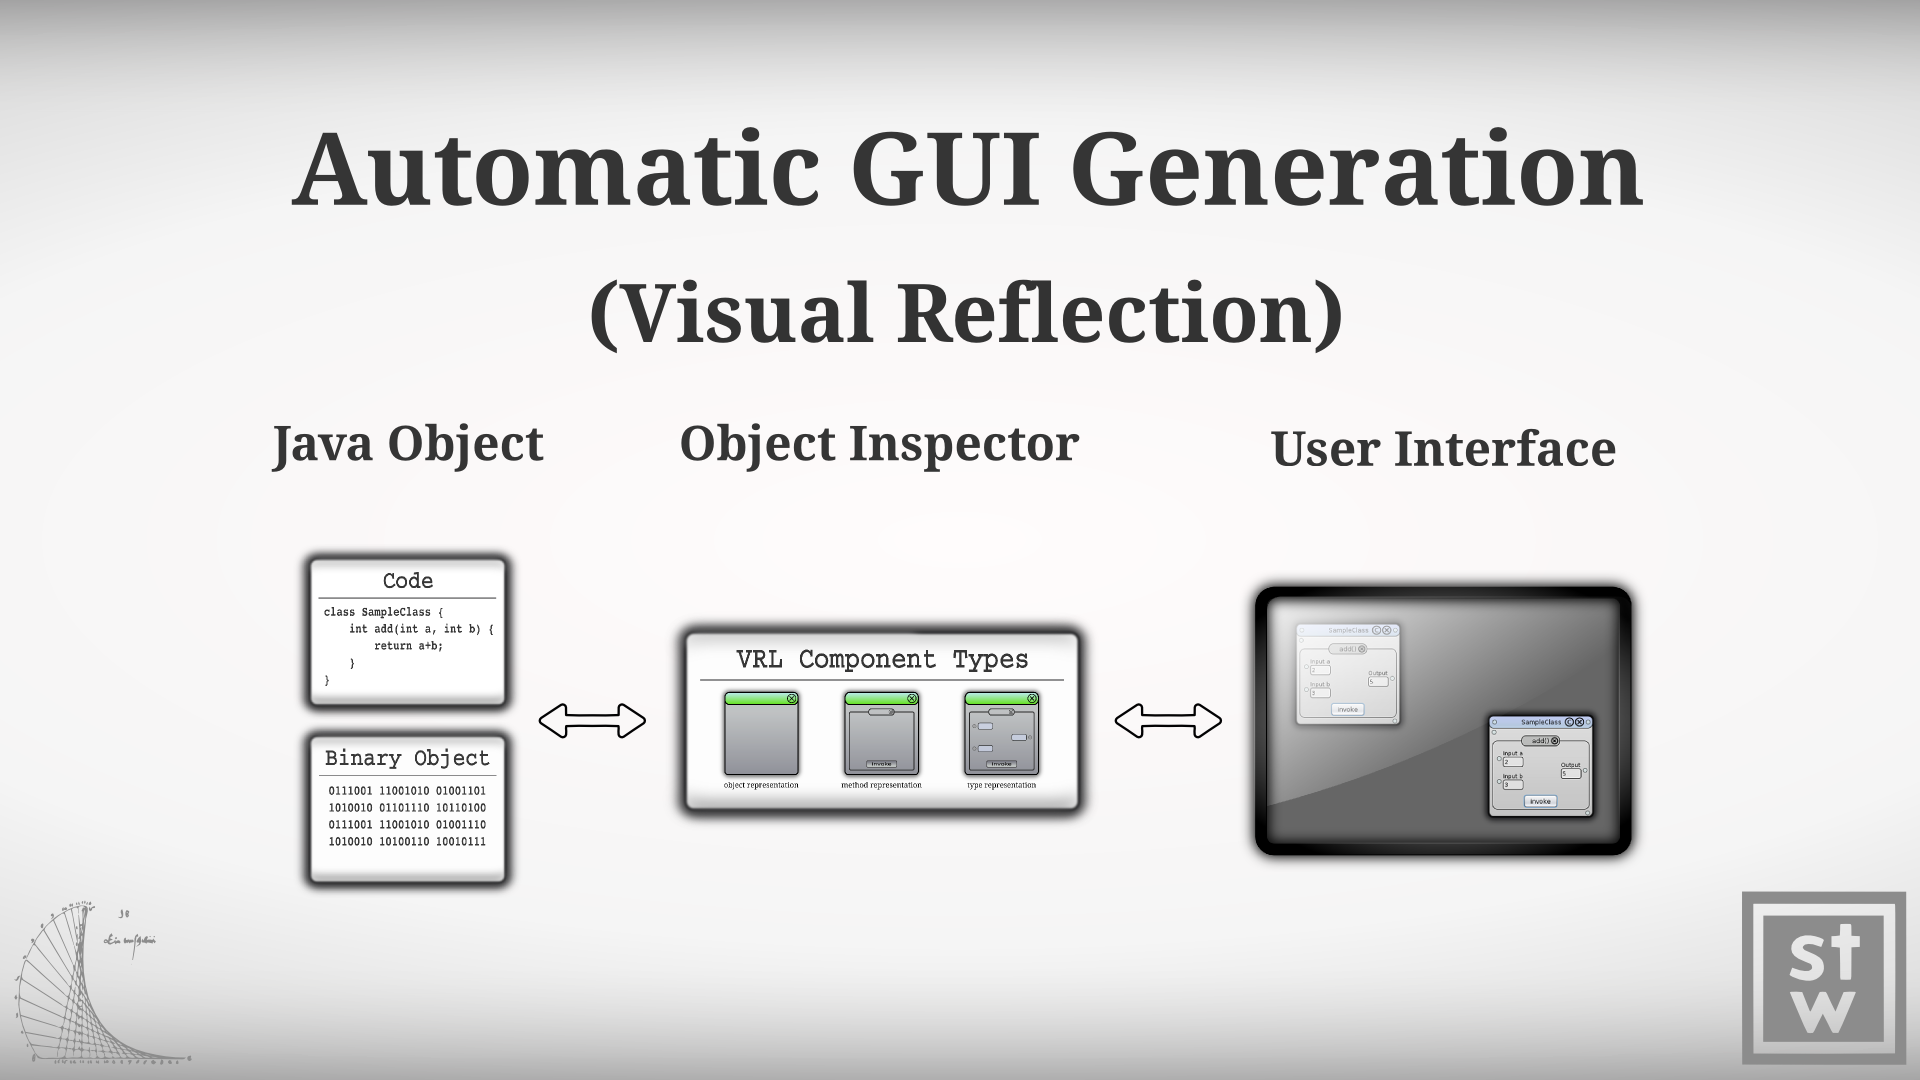 Automatic GUI Generation
(Visual Reflection)
Java Object
Object Inspector
User Interface
Code
class SampleClass {
int add(int a, int b) {
return a+b;
}
}
Binary Object
0111001 11001010 01001101
1010010 01101110 10110100
0111001 11001010 01001110
1010010 10100110 10010111
VRL Component Types
invoke
invoke
object representation
method representation
type representation
SampleClass
add()
Input a
2
Output
5
Input b
3
invoke
SampleClass
add()
Input a
2
Output
5
Input b
3
invoke
st
w